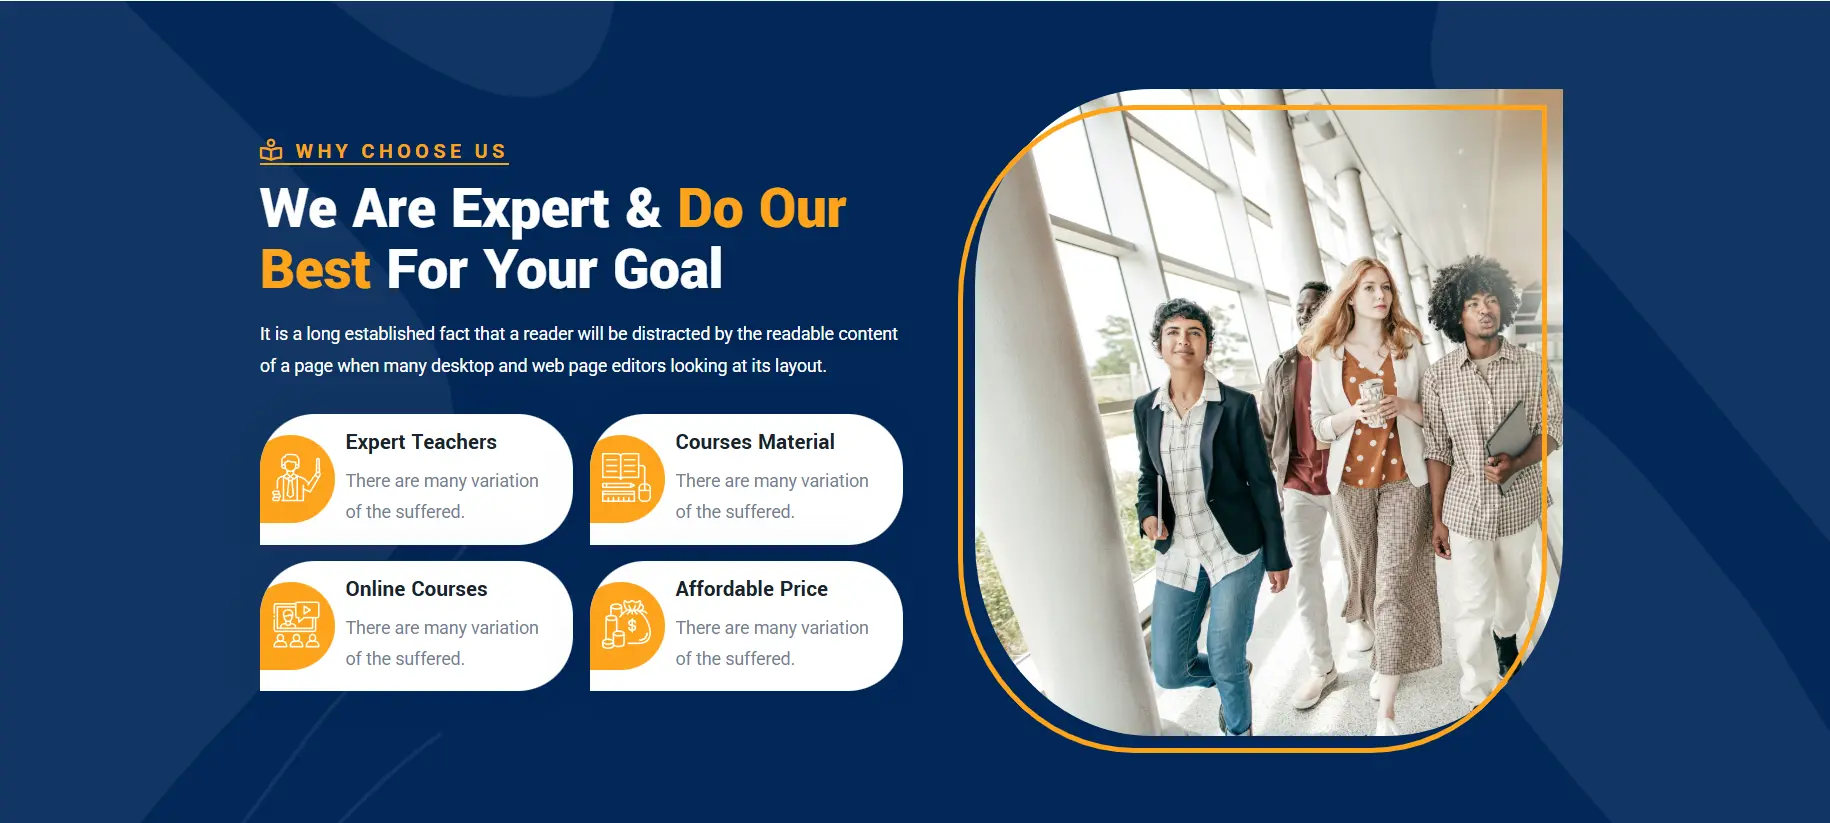 WHY CHOOSE US
We Are Expert & Do Our
Best For Your Goal
It is a long established fact that a reader will be distracted by the readable content
of a page when many desktop and web page editors looking at its layout.
Expert Teachers
There are many variation
of the suffered.
Courses Material
There are many variation
of the suffered.
Online Courses
There are many variation
of the suffered.
Affordable Price
There are many variation
of the suffered.